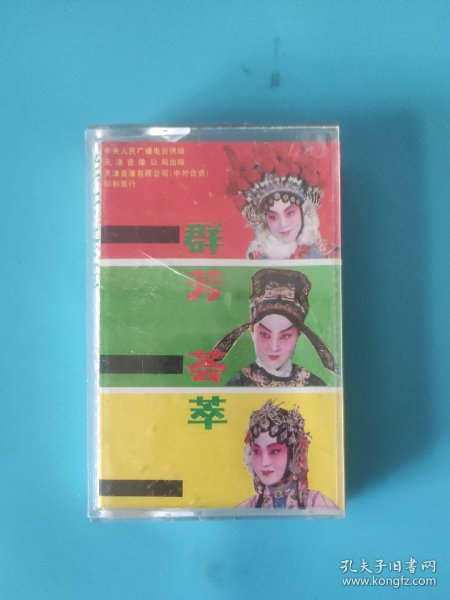 中央人民广播电台供版
天津音像公司出版
天津音像有限公司(中外合资)
印制发行
群芳荟萃
孔夫子旧书网
www.kongfz.com